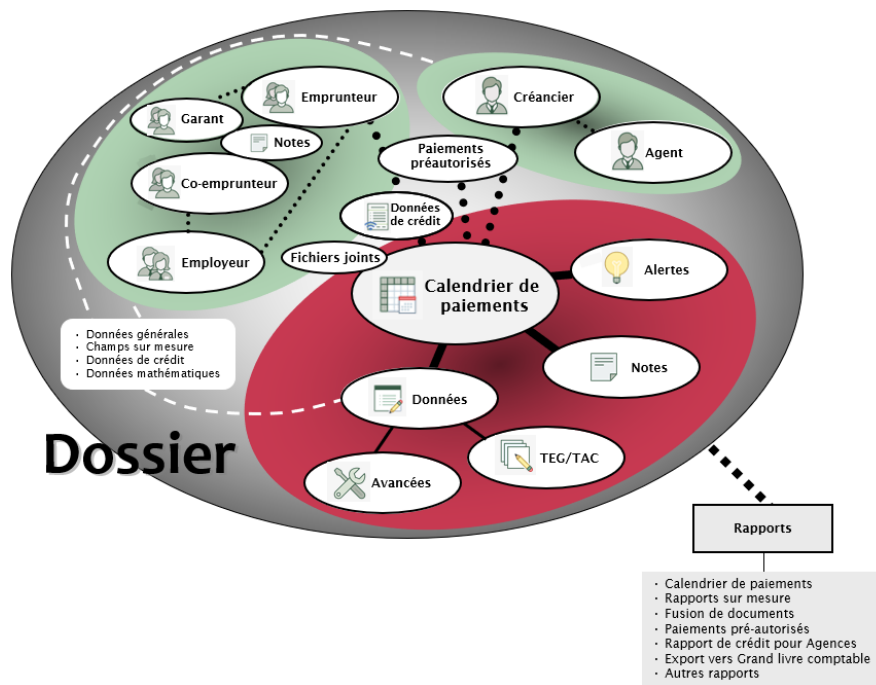 Emprunteur
Garant
Notes
Co-emprunteur
Employeur
Créancier
Agent
Paiements
préautorisés
Données
de crédit
Fichiers joints
Calendrier de
paiements
Alertes
Notes
Données
TEG/TAC
Avancées
· Données générales
· Champs sur mesure
· Données de crédit
· Données mathématiques
Dossier
Rapports
· Calendrier de paiements
· Rapports sur mesure
· Fusion de documents
· Paiements pré-autorisés
· Rapport de crédit pour Agences
· Export vers Grand livre comptable
· Autres rapports